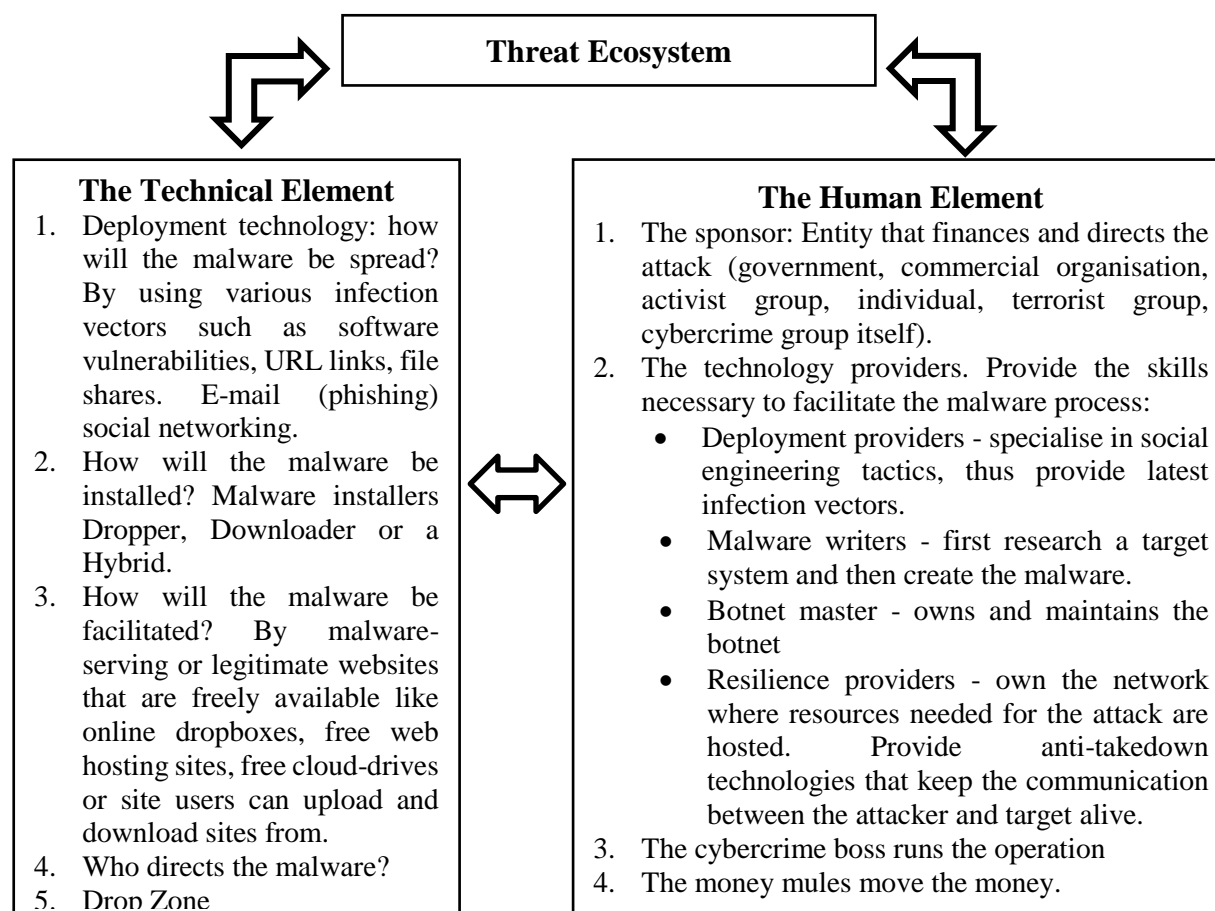 Threat Ecosystem
The Technical Element
1. Deployment technology: how
will the malware be spread?
By using various infection
vectors such as software
vulnerabilities, URL links, file
shares. E-mail (phishing)
social networking.
2. How will the malware be
installed? Malware installers
Dropper, Downloader or a
Hybrid.
3. How will the malware be
facilitated? By malware-
serving or legitimate websites
that are freely available like
online dropboxes, free web
hosting sites, free cloud-drives
or site users can upload and
download sites from.
4. Who directs the malware?
5. Drop Zone
The Human Element
1. The sponsor: Entity that finances and directs the
attack (government, commercial organisation,
activist group, individual, terrorist group,
cybercrime group itself).
2. The technology providers. Provide the skills
necessary to facilitate the malware process:
• Deployment providers - specialise in social
engineering tactics, thus provide latest
infection vectors.
• Malware writers - first research a target
system and then create the malware.
• Botnet master - owns and maintains the
botnet
• Resilience providers - own the network
where resources needed for the attack are
hosted. Provide anti-takedown
technologies that keep the communication
between the attacker and target alive.
3. The cybercrime boss runs the operation
4. The money mules move the money.